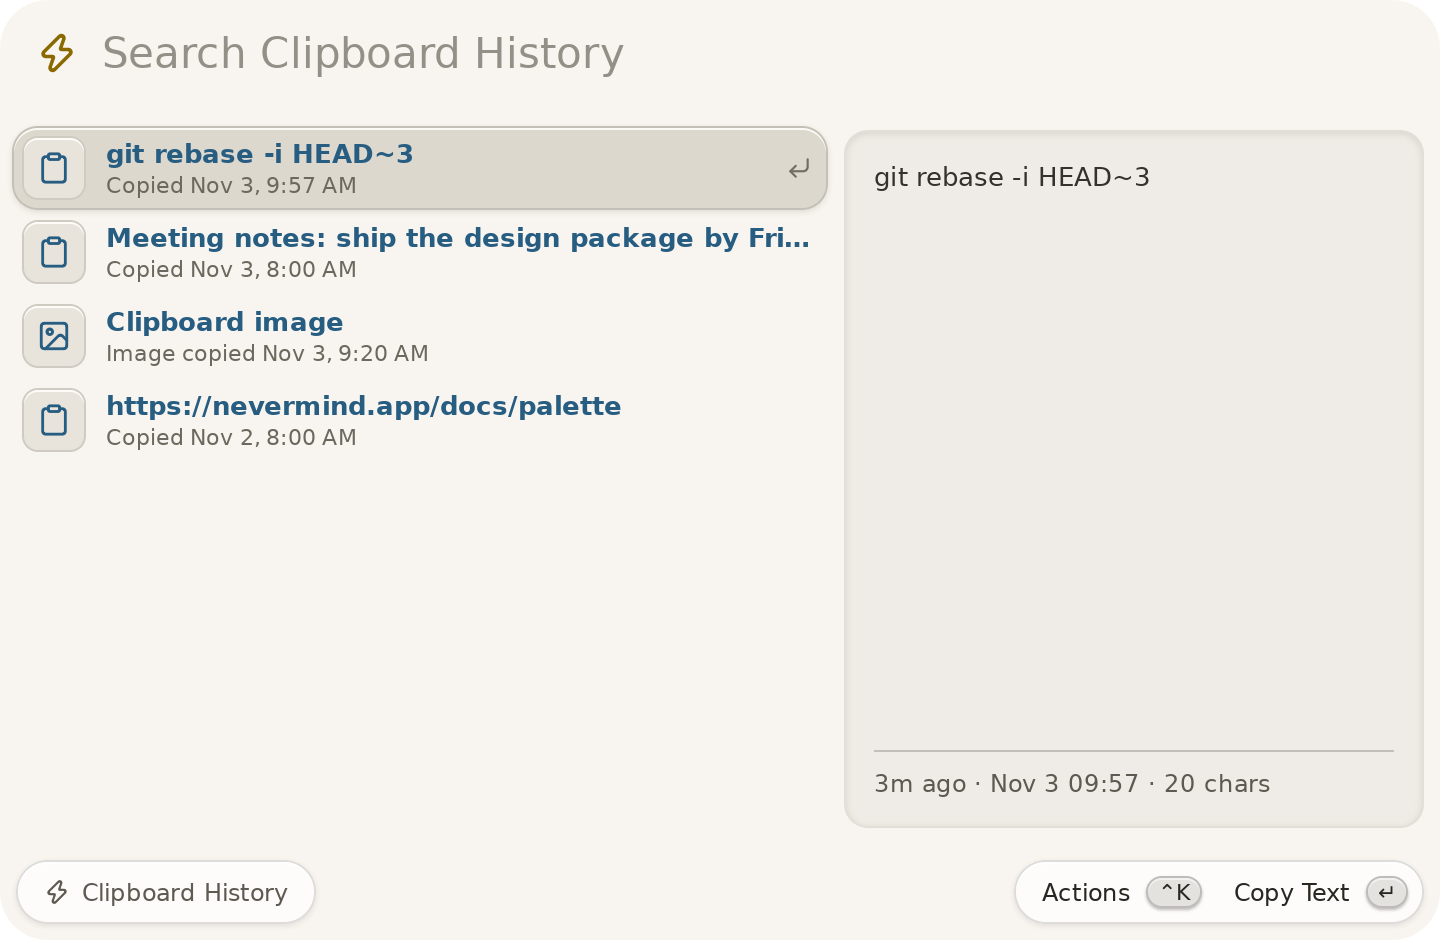 Search Clipboard History
git rebase -i HEAD~3
Copied Nov 3, 9:57 AM
Meeting notes: ship the design package by Fri…
Copied Nov 3, 8:00 AM
Clipboard image
Image copied Nov 3, 9:20 AM
https://nevermind.app/docs/palette
Copied Nov 2, 8:00 AM
git rebase -i HEAD~3
3m ago · Nov 3 09:57 · 20 chars
Clipboard History
Actions ^K Copy Text ↵